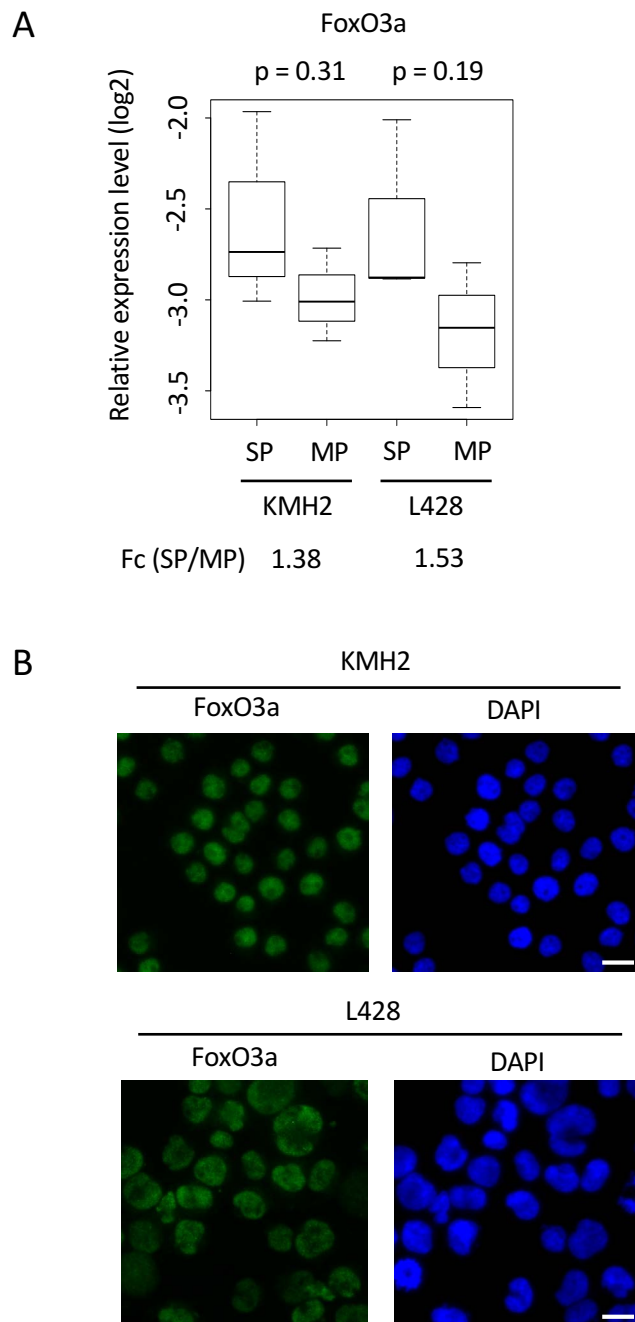 A
FoxO3a
p = 0.31 p = 0.19
Relative expression level (log2)
-2.0
-2.5
-3.0
-3.5
SP MP SP MP
KMH2 L428
Fc (SP/MP) 1.38 1.53
B
KMH2
FoxO3a DAPI
L428
FoxO3a DAPI